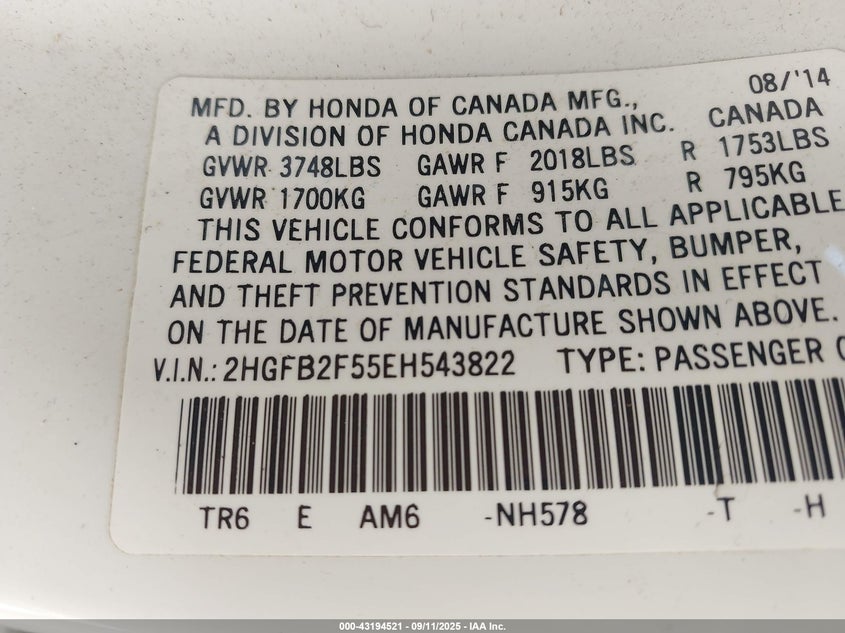 08/'14
MFD. BY HONDA OF CANADA MFG.,
A DIVISION OF HONDA CANADA INC. CANADA
GVWR 3748LBS GAWR F 2018LBS R 1753LBS
GVWR 1700KG GAWR F 915KG R 795KG
THIS VEHICLE CONFORMS TO ALL APPLICABLE
FEDERAL MOTOR VEHICLE SAFETY, BUMPER,
AND THEFT PREVENTION STANDARDS IN EFFECT
ON THE DATE OF MANUFACTURE SHOWN ABOVE.
V.I.N.: 2HGFB2F55EH543822 TYPE: PASSENGER
TR6 E AM6 -NH578 -T -H
000-43194521 - 09/11/2025 - IAA Inc.